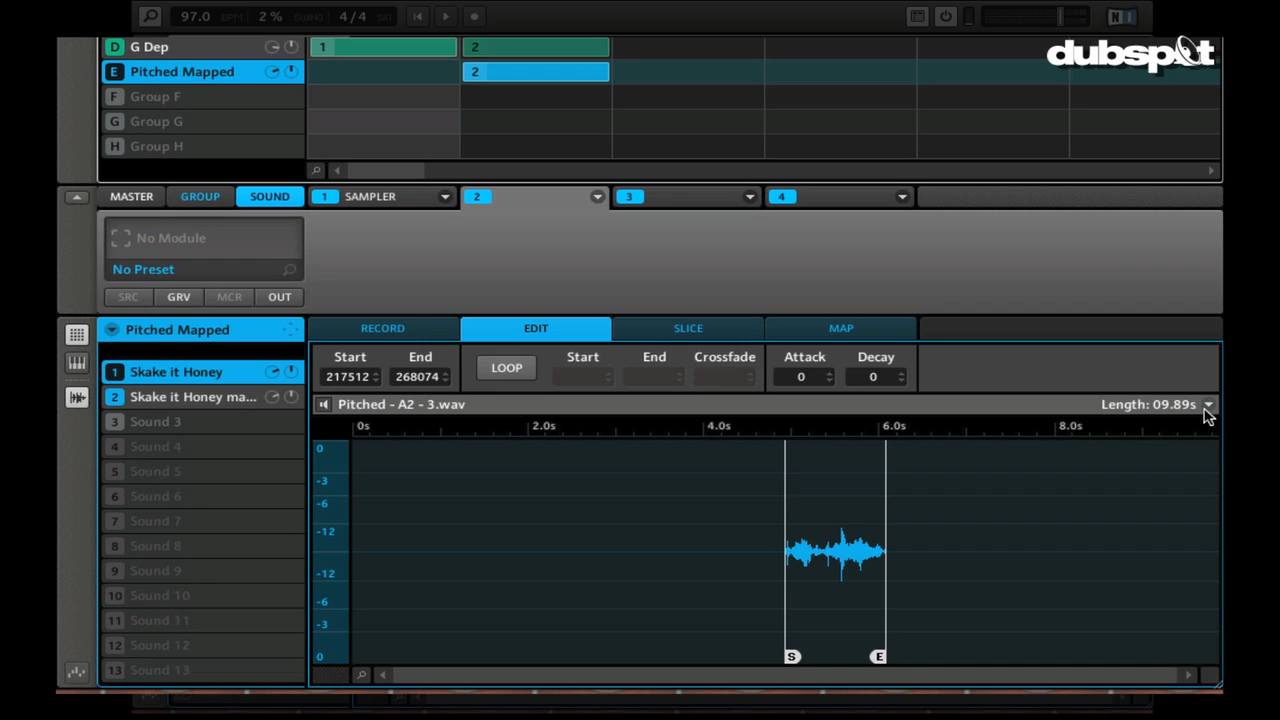 97.0 BPM 2 % SWING 4 / 4 SIG
dubspot
D G Dep 1 2
E Pitched Mapped 2
F Group F
G Group G
H Group H
MASTER GROUP SOUND 1 SAMPLER 2 3 4
No Module
No Preset
SRC GRV MCR OUT
Pitched Mapped RECORD EDIT SLICE MAP
Start End LOOP Start End Crossfade Attack Decay
217512 268074 0 0
1 Skake it Honey
2 Skake it Honey ma...
3 Sound 3
4 Sound 4
5 Sound 5
6 Sound 6
7 Sound 7
8 Sound 8
9 Sound 9
10 Sound 10
11 Sound 11
12 Sound 12
13 Sound 13
Pitched - A2 - 3.wav Length: 09.89s
0s 2.0s 4.0s 6.0s 8.0s
0
-3
-6
-12
-12
-6
-3
0
S E